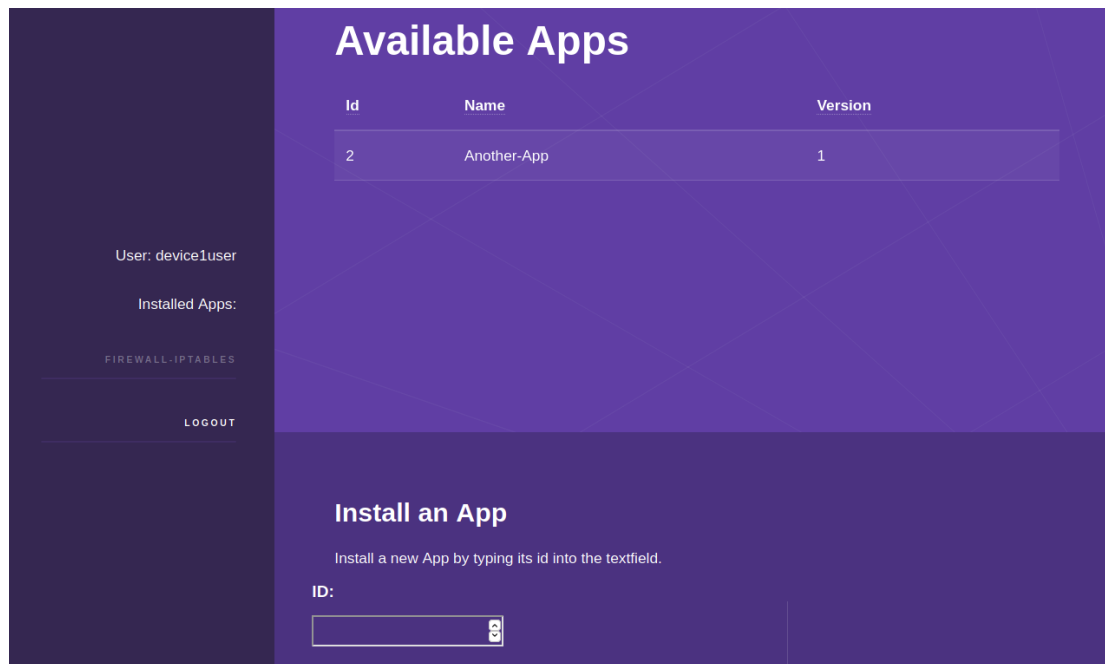 User: device1user
Installed Apps:
FIREWALL-IPTABLES
LOGOUT
Available Apps
Id Name Version
2 Another-App 1
Install an App
Install a new App by typing its id into the textfield.
ID: